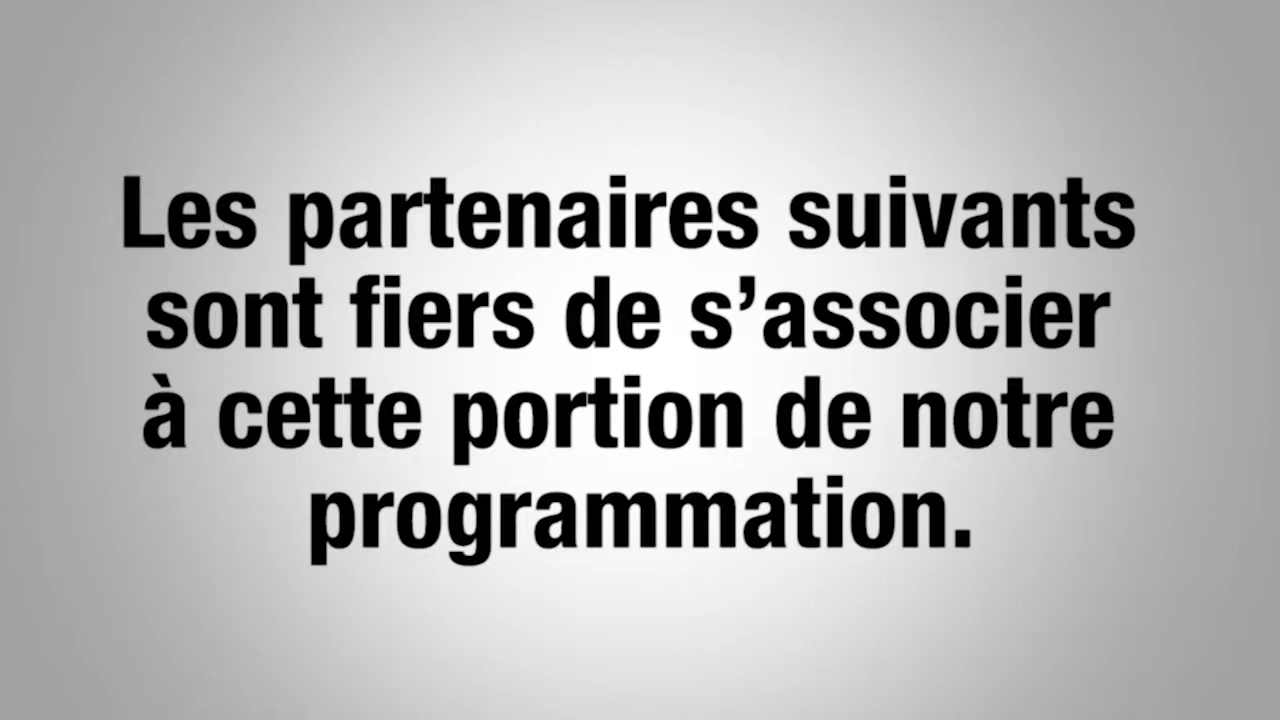 Les partenaires suivants
sont fiers de s’associer
à cette portion de notre
programmation.